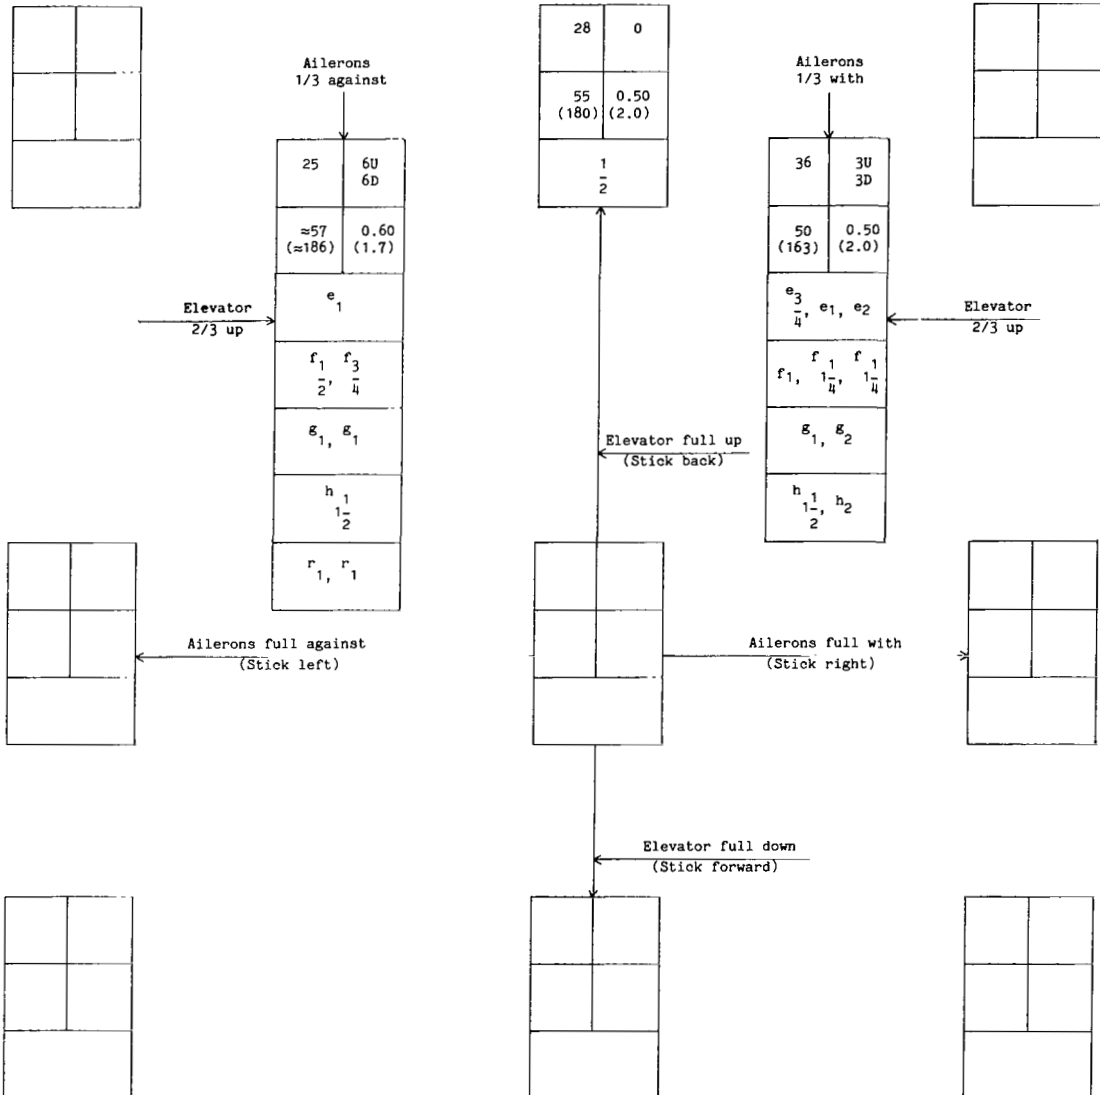 28 0
55 0.50
(180) (2.0)
1/2
Ailerons
1/3 against
25 6U
6D
≈57 0.60
(≈186) (1.7)
Elevator
2/3 up
e₁
f₁/₂, f₃/₄
g₁, g₁
h₁ ₁/₂
r₁, r₁
Ailerons
1/3 with
36 3U
3D
50 0.50
(163) (2.0)
e₃/₄, e₁, e₂
f₁, f₁ ₁/₄, f₁ ₁/₄
g₁, g₂
h₁ ₁/₂, h₂
Elevator
2/3 up
Elevator full up
(Stick back)
Ailerons full against
(Stick left)
Ailerons full with
(Stick right)
Elevator full down
(Stick forward)